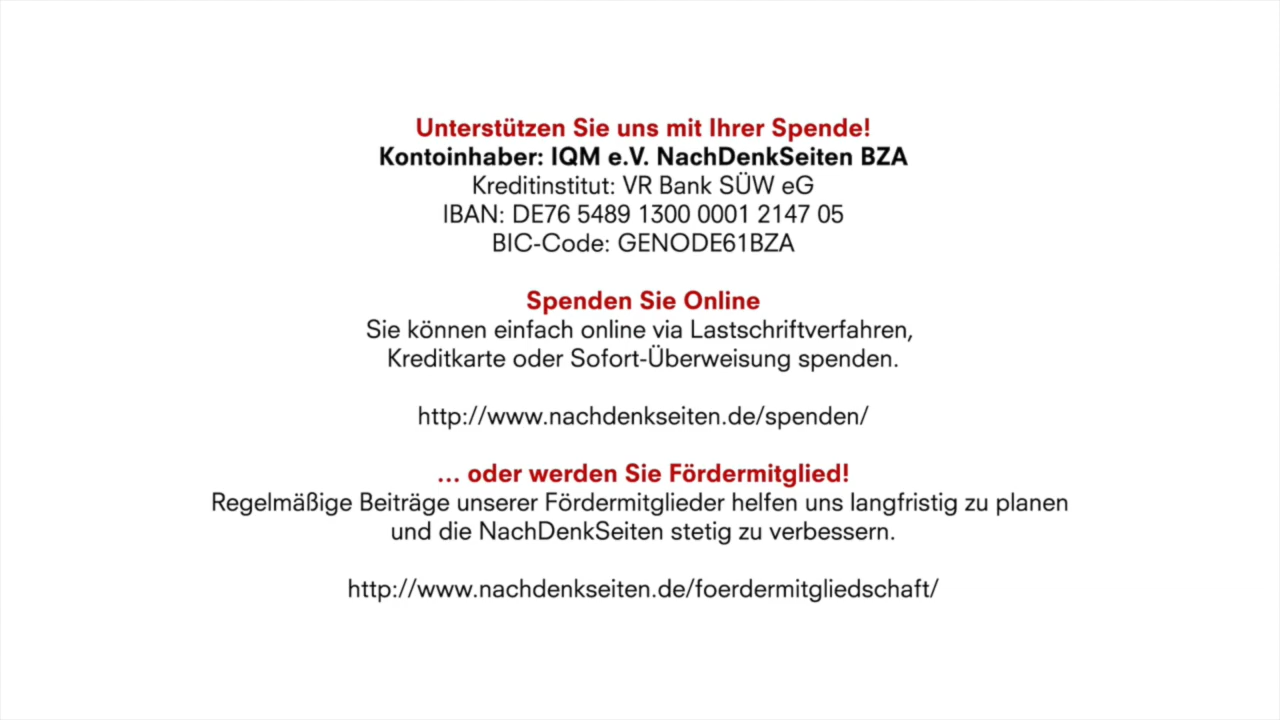 Unterstützen Sie uns mit Ihrer Spende!
Kontoinhaber: IQM e.V. NachDenkSeiten BZA
Kreditinstitut: VR Bank SÜW eG
IBAN: DE76 5489 1300 0001 2147 05
BIC-Code: GENODE61BZA
Spenden Sie Online
Sie können einfach online via Lastschriftverfahren,
Kreditkarte oder Sofort-Überweisung spenden.
http://www.nachdenkseiten.de/spenden/
... oder werden Sie Fördermitglied!
Regelmäßige Beiträge unserer Fördermitglieder helfen uns langfristig zu planen
und die NachDenkSeiten stetig zu verbessern.
http://www.nachdenkseiten.de/foerdermitgliedschaft/